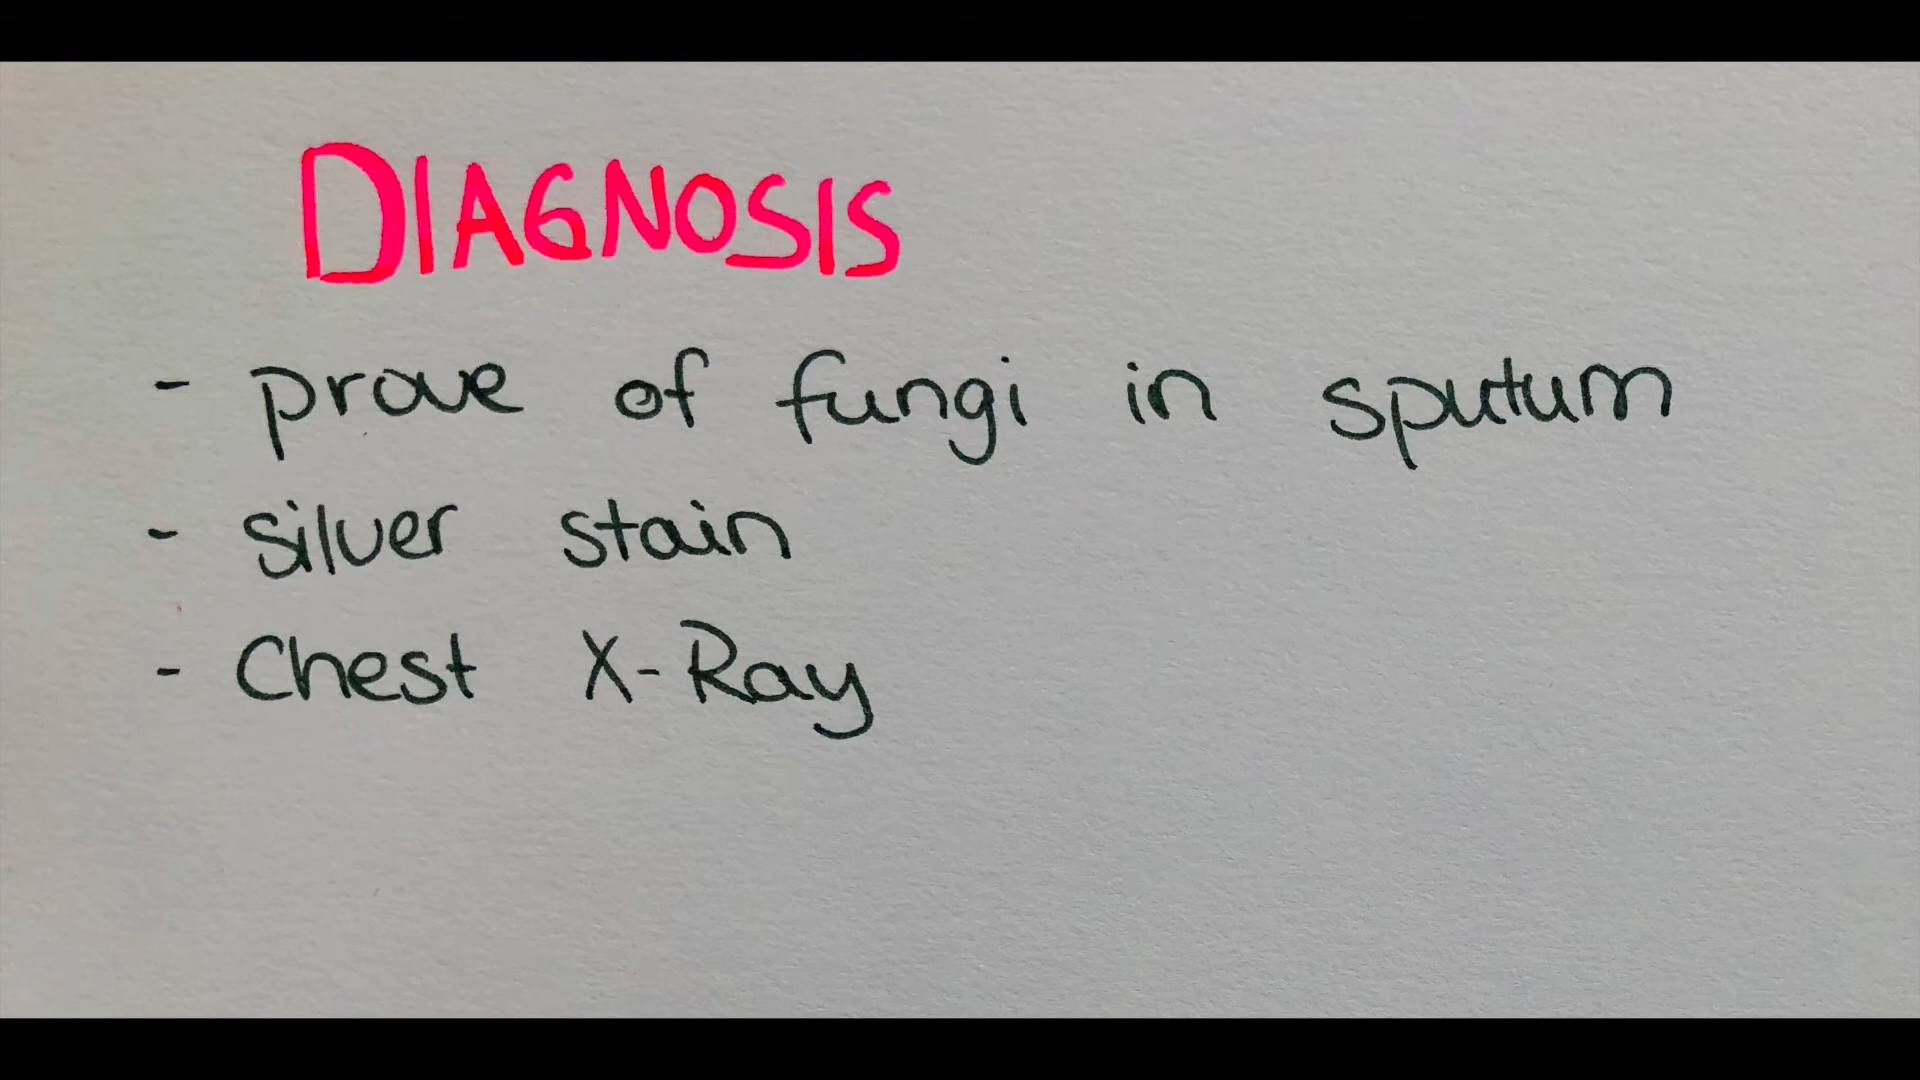 DIAGNOSIS
- prove of fungi in sputum
- silver stain
- Chest X-Ray